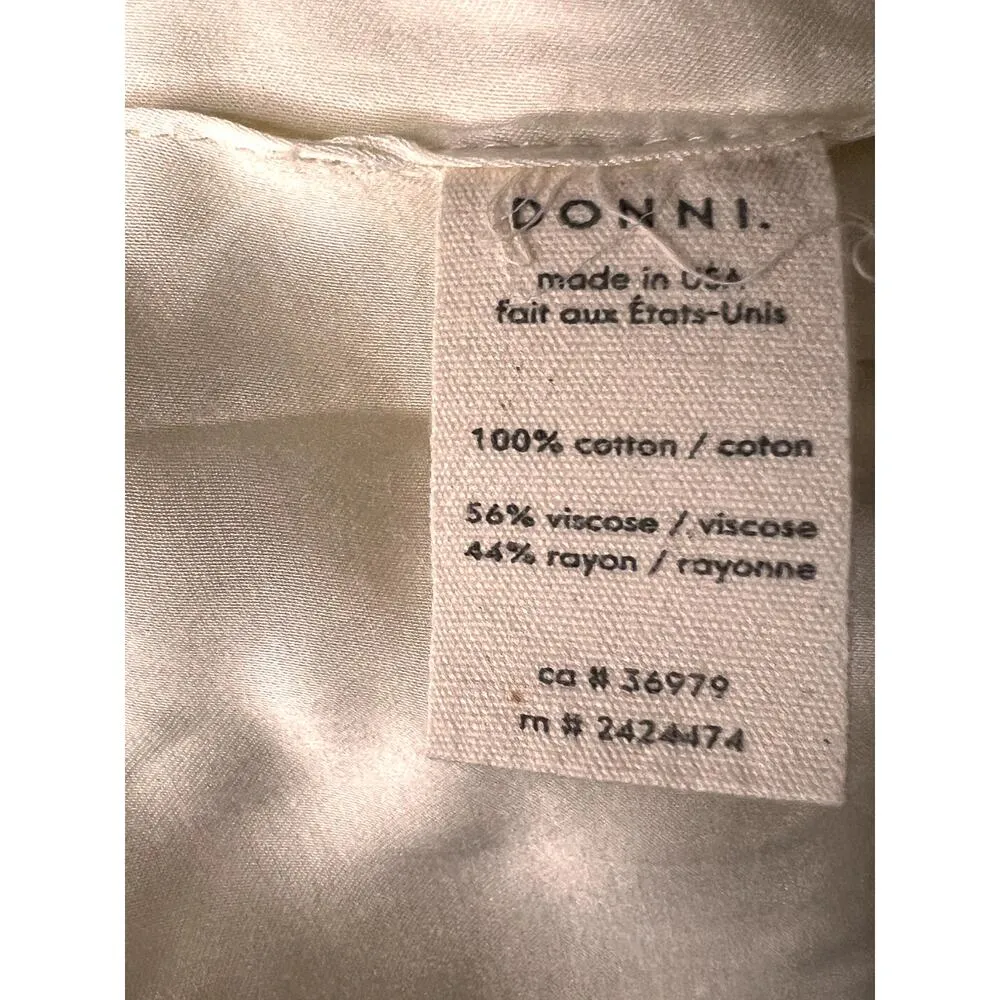 DONNI.
made in USA
fait aux États-Unis
100% cotton / coton
56% viscose / viscose
44% rayon / rayonne
ca # 36979
rn # 2424474